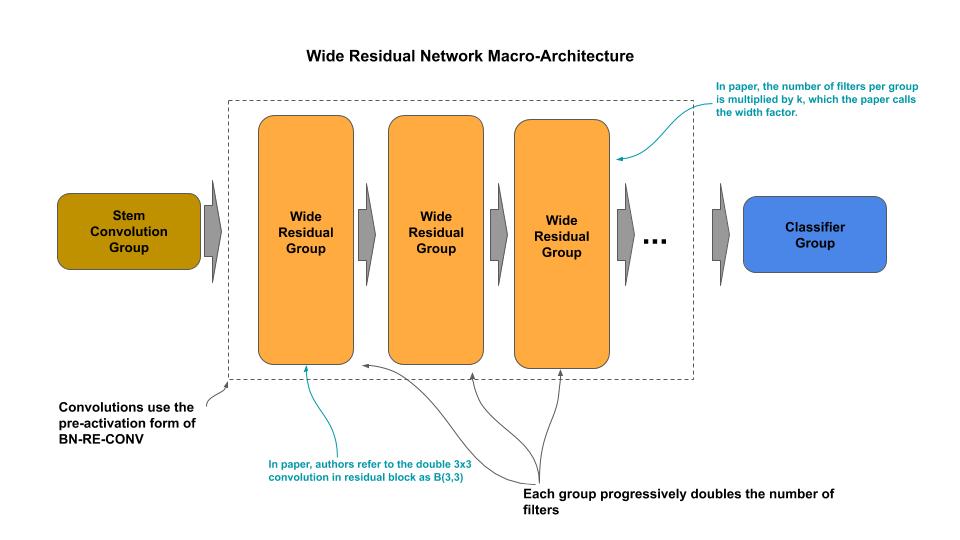 Wide Residual Network Macro-Architecture
In paper, the number of filters per group
is multiplied by k, which the paper calls
the width factor.
Stem
Convolution
Group
Wide
Residual
Group
Wide
Residual
Group
Wide
Residual
Group
...
Classifier
Group
Convolutions use the
pre-activation form of
BN-RE-CONV
In paper, authors refer to the double 3x3
convolution in residual block as B(3,3)
Each group progressively doubles the number of
filters